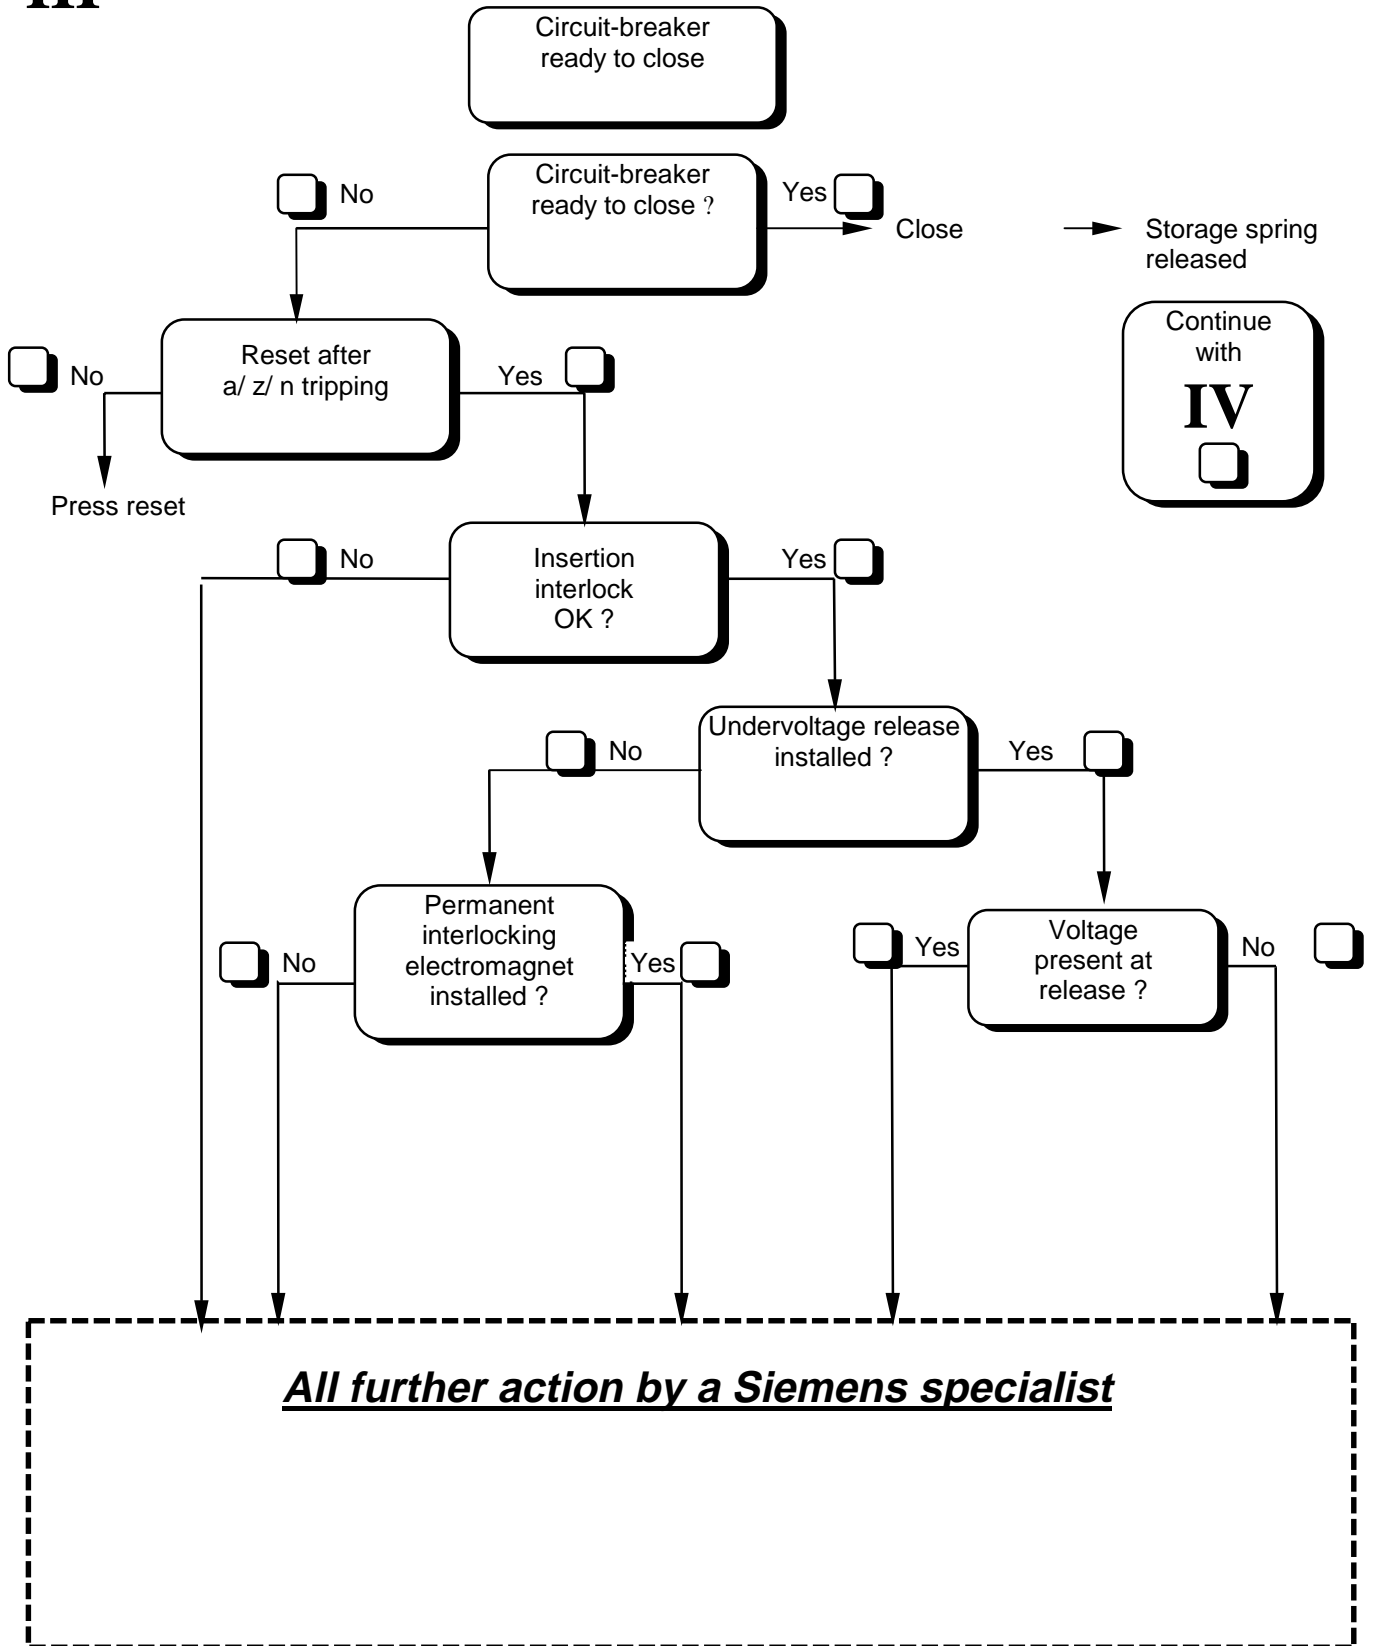 III
Circuit-breaker
ready to close
Circuit-breaker
ready to close ?
No
Yes
Close
Storage spring
released
Continue
with
IV
Reset after
a/ z/ n tripping
No
Yes
Press reset
Insertion
interlock
OK ?
No
Yes
Undervoltage release
installed ?
No
Yes
Permanent
interlocking
electromagnet
installed ?
No
Yes
Voltage
present at
release ?
Yes
No
All further action by a Siemens specialist